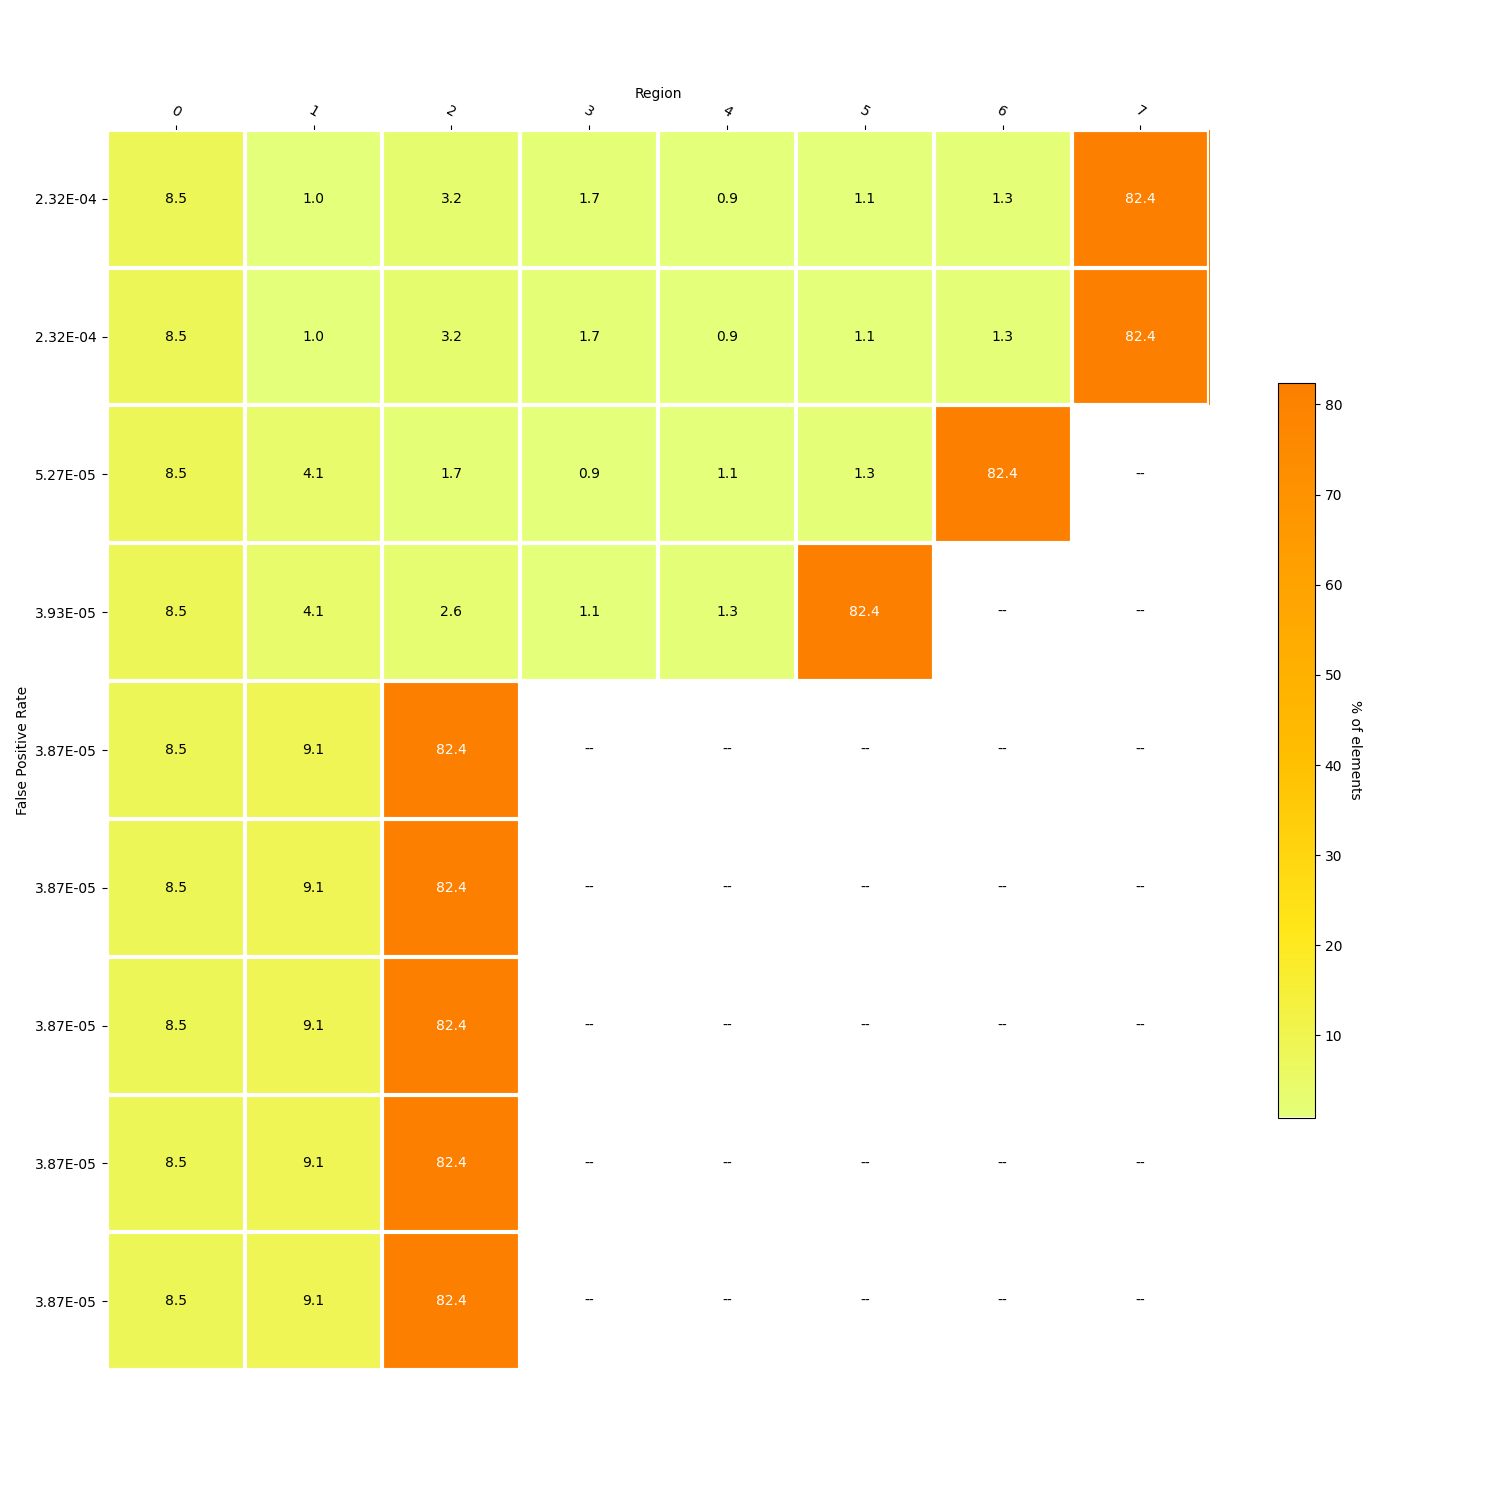 Region
0 1 2 3 4 5 6 7
2.32E-04 8.5 1.0 3.2 1.7 0.9 1.1 1.3 82.4
2.32E-04 8.5 1.0 3.2 1.7 0.9 1.1 1.3 82.4
5.27E-05 8.5 4.1 1.7 0.9 1.1 1.3 82.4 --
3.93E-05 8.5 4.1 2.6 1.1 1.3 82.4 -- --
3.87E-05 8.5 9.1 82.4 -- -- -- -- --
3.87E-05 8.5 9.1 82.4 -- -- -- -- --
3.87E-05 8.5 9.1 82.4 -- -- -- -- --
3.87E-05 8.5 9.1 82.4 -- -- -- -- --
3.87E-05 8.5 9.1 82.4 -- -- -- -- --
False Positive Rate
80
70
60
50
40
30
20
10
% of elements